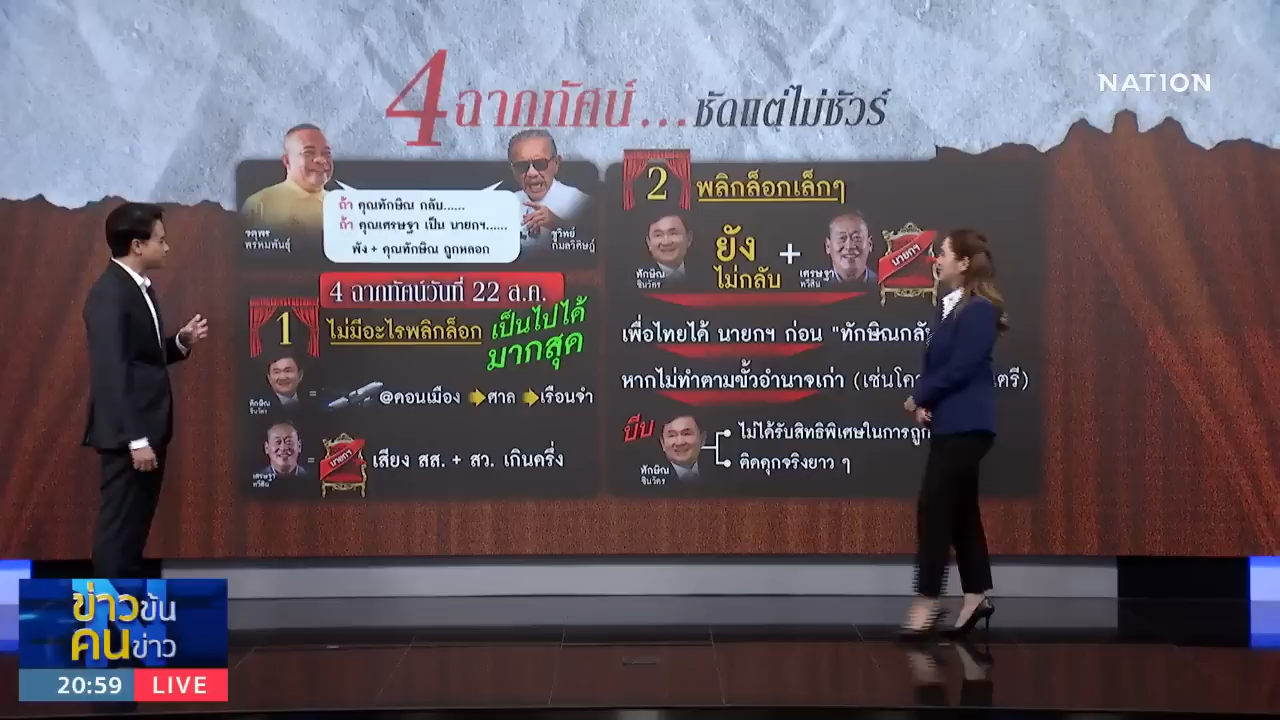 NATION
4 ฉากทัศน์...ชัดแต่ไม่ชัวร์
ถ้า คุณทักษิณ กลับ......
ถ้า คุณเศรษฐา เป็น นายกฯ......
พัง + คุณทักษิณ ถูกหลอก
จตุพร
พรหมพันธุ์
ชูวิทย์
กมลวิศิษฎ์
4 ฉากทัศน์วันที่ 22 ส.ค.
1
ไม่มีอะไรพลิกล็อก
เป็นไปได้
มากสุด
ทักษิณ
ชินวัตร
= @ดอนเมือง ศาล เรือนจำ
เศรษฐา
ทวีสิน
= นายกฯ เสียง สส. + สว. เกินครึ่ง
2
พลิกล็อกเล็กๆ
ทักษิณ
ชินวัตร
ยัง
ไม่กลับ
+
เศรษฐา
ทวีสิน
นายกฯ
เพื่อไทยได้ นายกฯ ก่อน "ทักษิณกลับ
หากไม่ทำตามขั้วอำนาจเก่า (เช่นโค
ตรี)
บีบ
ทักษิณ
ชินวัตร
• ไม่ได้รับสิทธิพิเศษในการถูก
• ติดคุกจริงยาว ๆ
ข่าวข้น
คนข่าว
20:59 LIVE